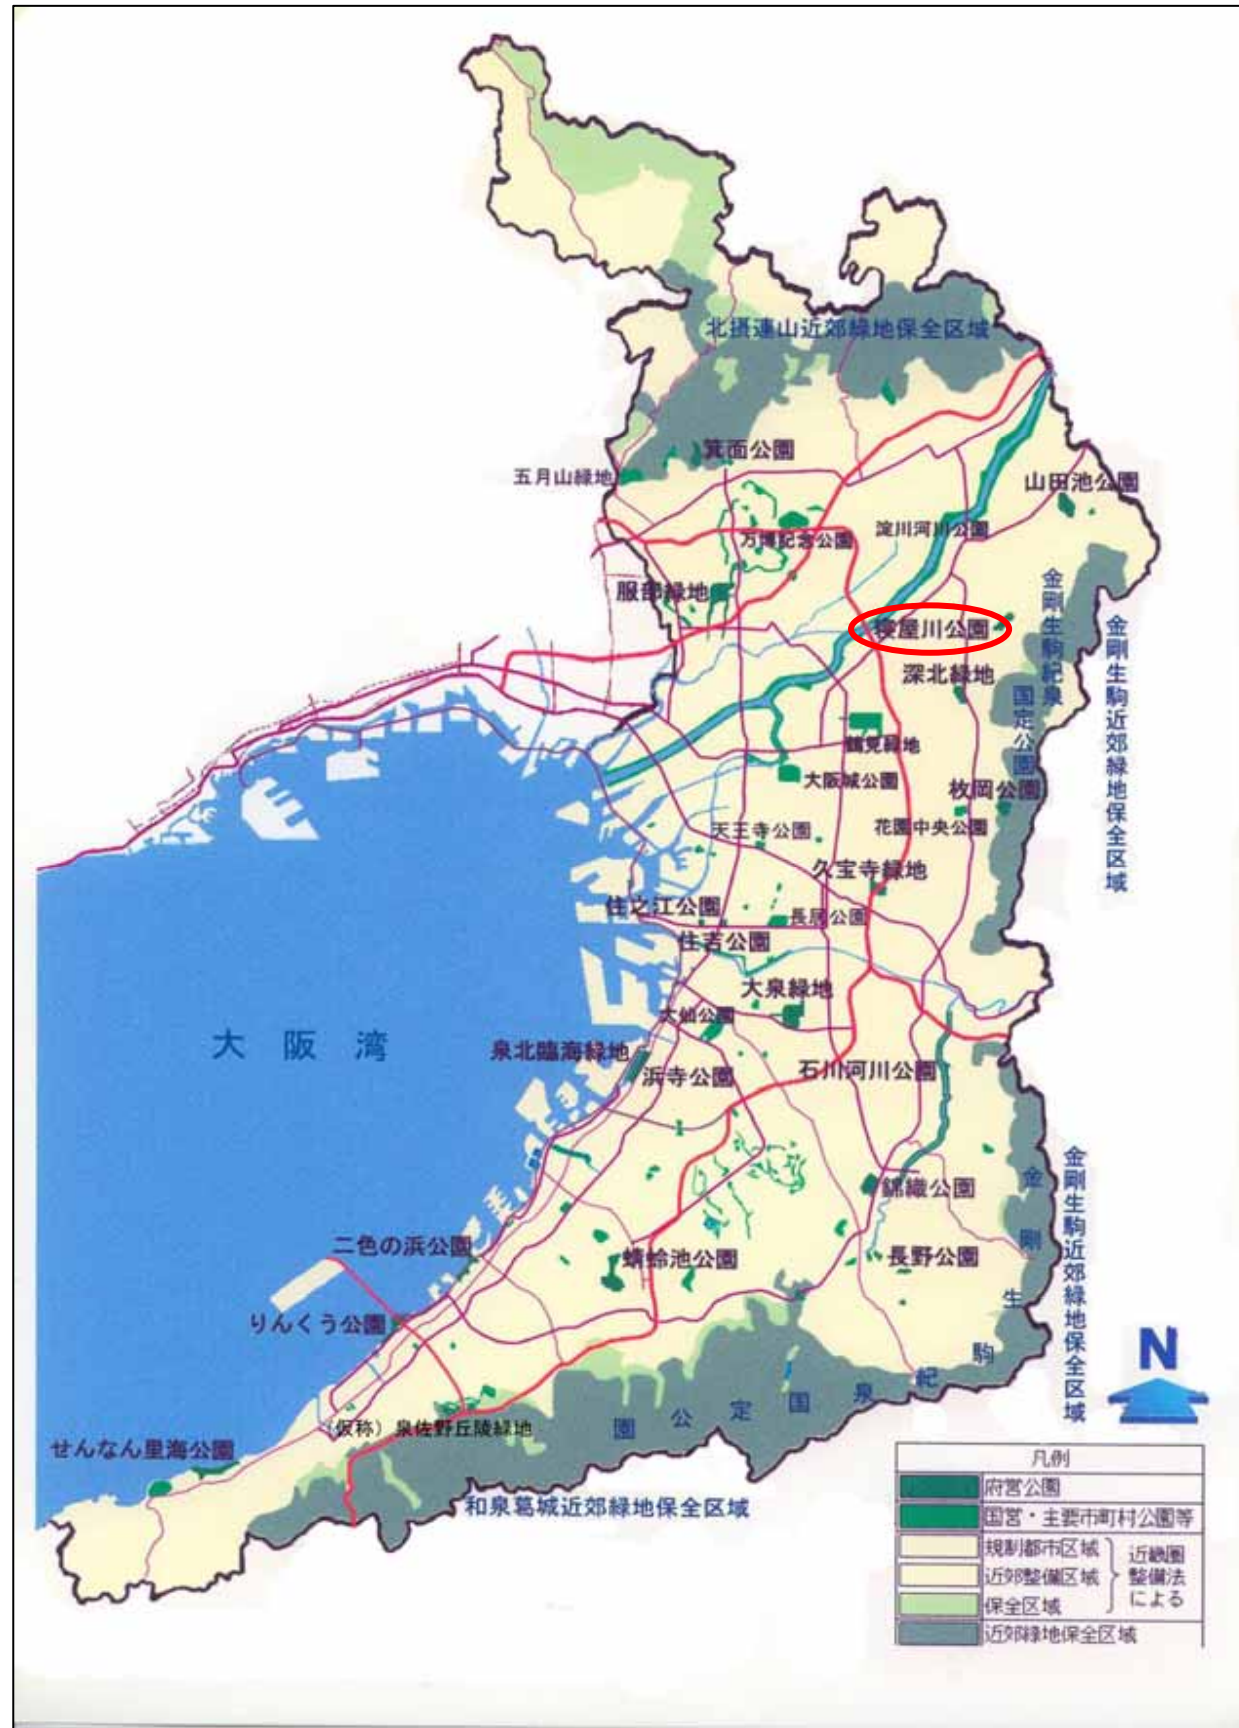 北摂連山近郊緑地保全区域
箕面公園
五月山緑地
山田池公園
淀川河川公園
万博記念公園
服部緑地
寝屋川公園
深北緑地
金剛生駒紀泉
国定公園
金剛生駒近郊緑地保全区域
鶴見緑地
大阪城公園
枚岡公園
天王寺公園
花園中央公園
久宝寺緑地
住之江公園
長居公園
住吉公園
大泉緑地
大仙公園
大阪湾
泉北臨海緑地
浜寺公園
石川河川公園
錦織公園
金剛生駒紀泉国定公園
金剛生駒近郊緑地保全区域
二色の浜公園
蜻蛉池公園
長野公園
りんくう公園
(仮称)泉佐野丘陵緑地
せんなん里海公園
和泉葛城近郊緑地保全区域
N
凡例
府営公園
国営・主要市町村公園等
規制都市区域
近郊整備区域
保全区域
近畿圏
整備法
による
近郊緑地保全区域